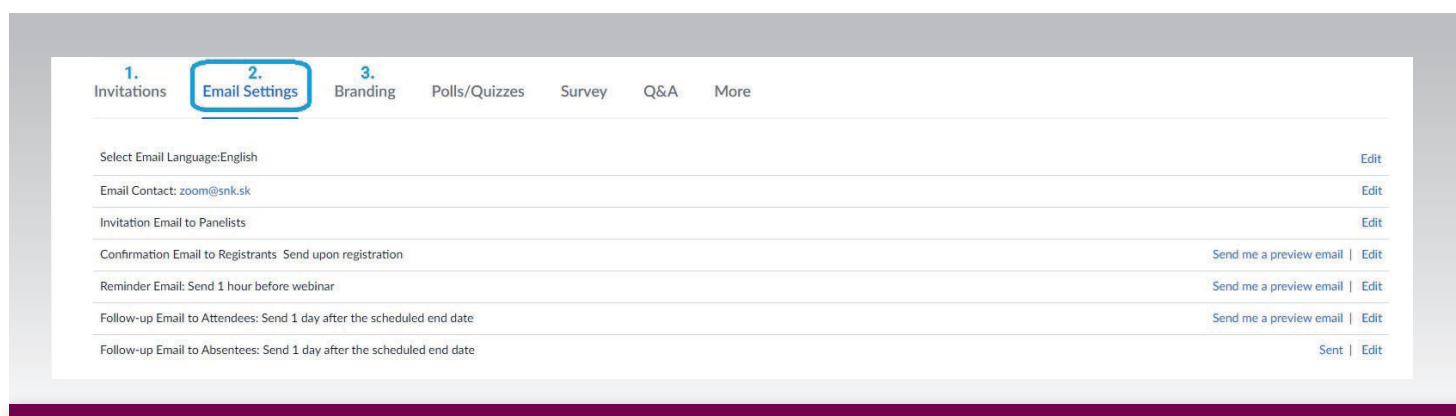 1. 2. 3.
Invitations Email Settings Branding Polls/Quizzes Survey Q&A More
Select Email Language:English Edit
Email Contact: zoom@snk.sk Edit
Invitation Email to Panelists Edit
Confirmation Email to Registrants Send upon registration Send me a preview email | Edit
Reminder Email: Send 1 hour before webinar Send me a preview email | Edit
Follow-up Email to Attendees: Send 1 day after the scheduled end date Send me a preview email | Edit
Follow-up Email to Absentees: Send 1 day after the scheduled end date Sent | Edit